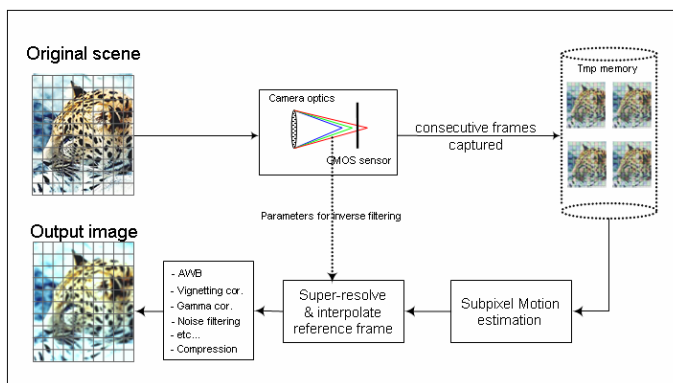 Original scene
Camera optics
CMOS sensor
consecutive frames
captured
Tmp memory
Parameters for inverse filtering
Output image
- AWB
- Vignetting cor.
- Gamma cor.
- Noise filtering
- etc...
- Compression
Super-resolve
& interpolate
reference frame
Subpixel Motion
estimation